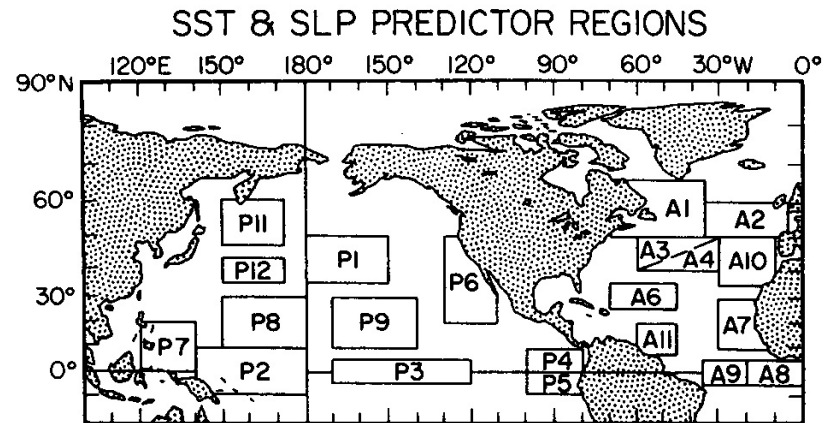 SST & SLP PREDICTOR REGIONS
120°E 150° 180° 150° 120° 90° 60° 30°W 0°
90°N
60°
30°
0°
P11
P12
P8
P7
P2
P1
P9
P3
P6
P4
P5
A1
A2
A3
A4
A10
A6
A7
A11
A9
A8